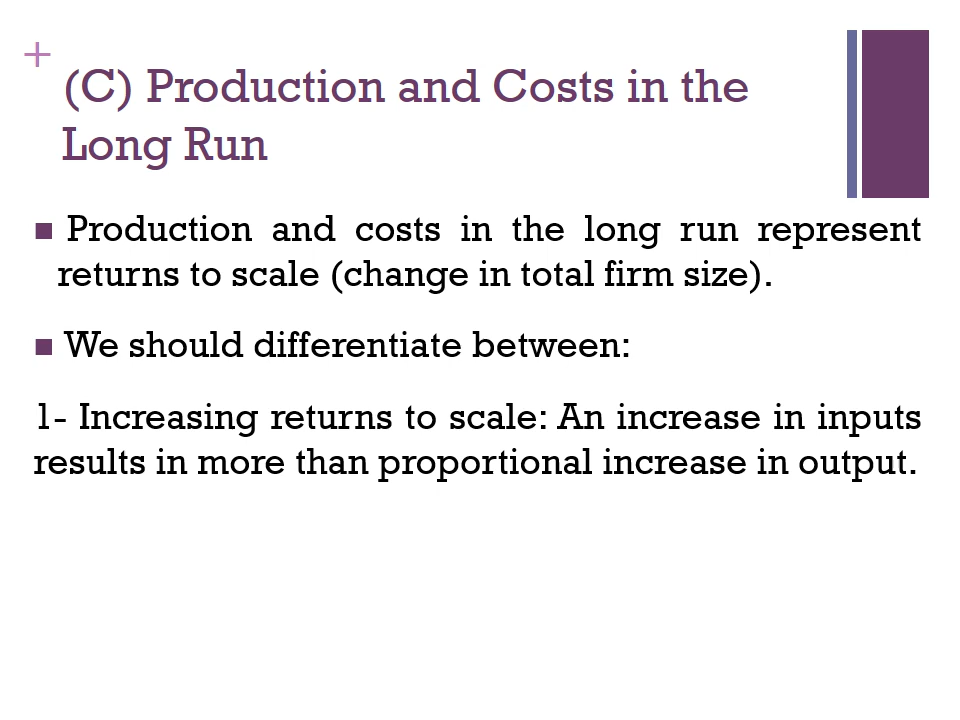 +
(C) Production and Costs in the
Long Run
■ Production and costs in the long run represent
returns to scale (change in total firm size).
■ We should differentiate between:
1- Increasing returns to scale: An increase in inputs
results in more than proportional increase in output.